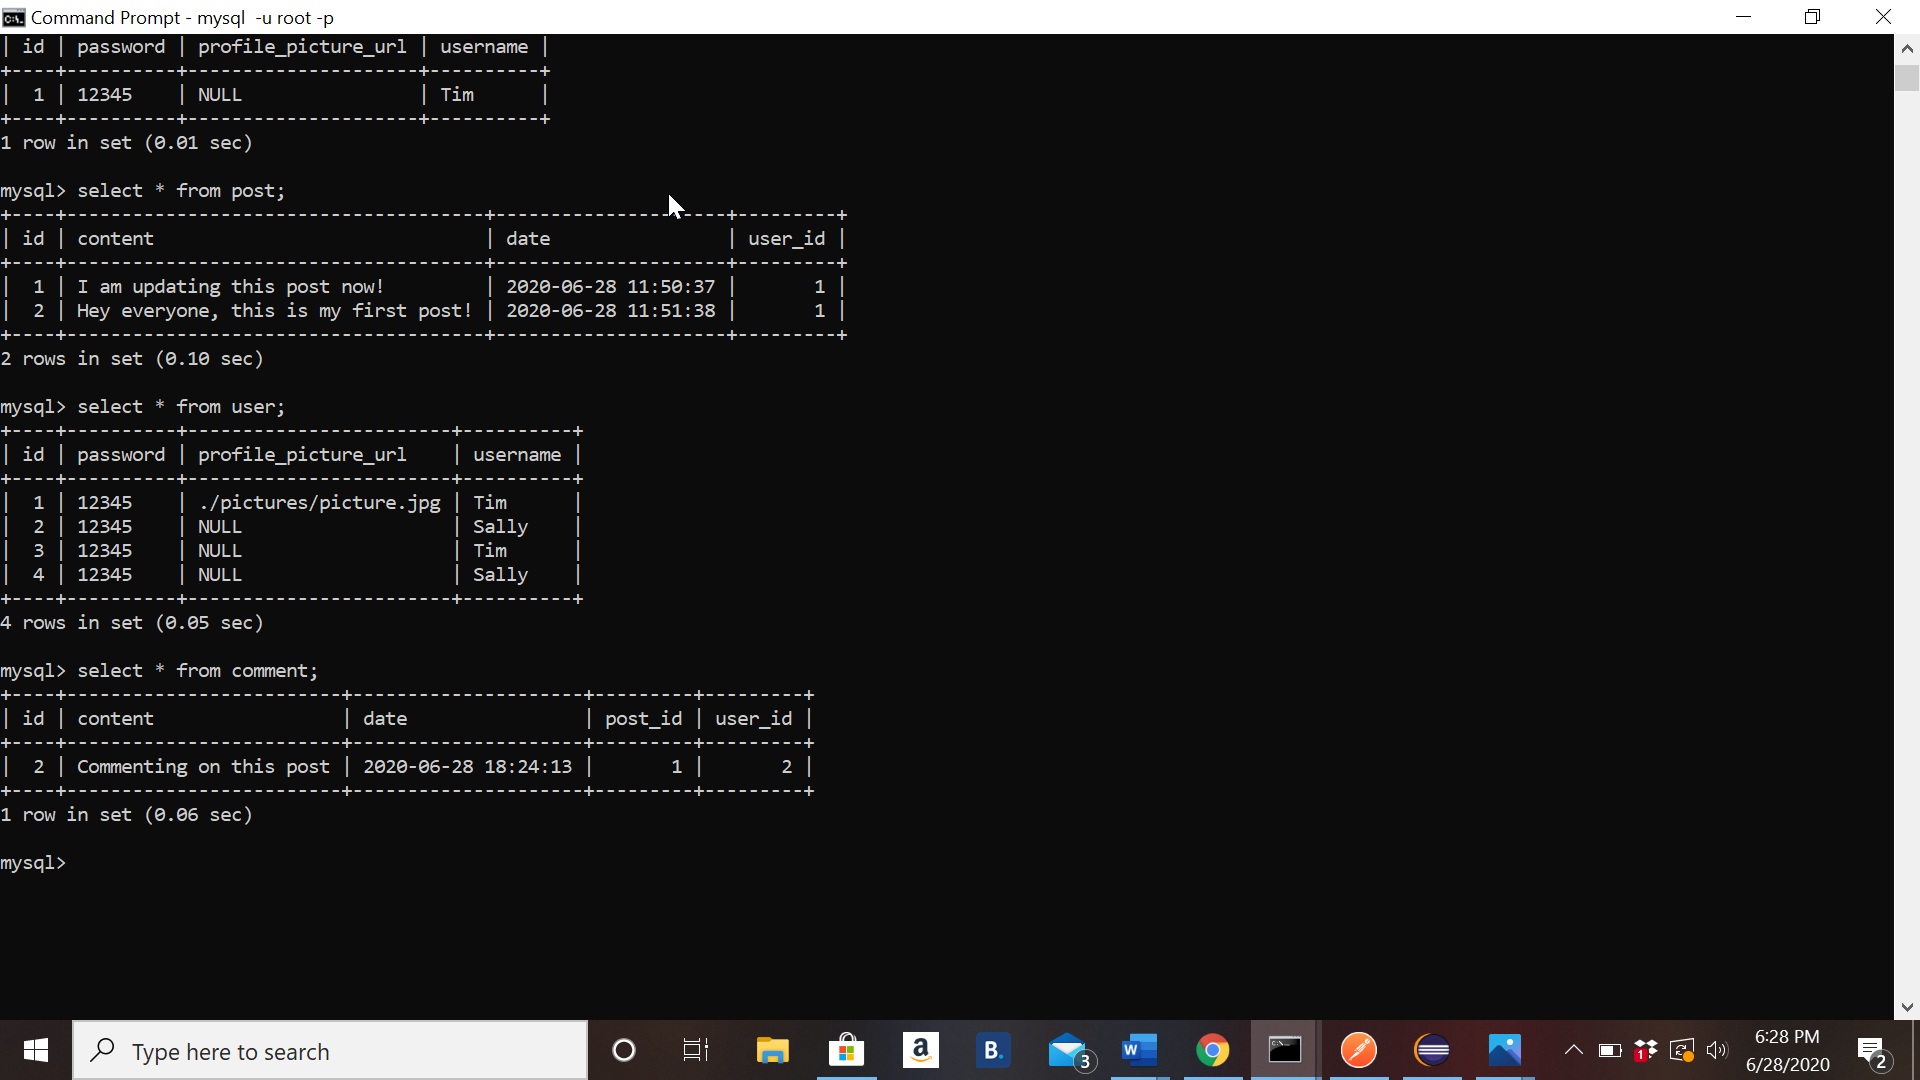 Command Prompt - mysql  -u root -p
| id | password | profile_picture_url | username |
+----+----------+---------------------+----------+
|  1 | 12345    | NULL                | Tim      |
+----+----------+---------------------+----------+
1 row in set (0.01 sec)
mysql> select * from post;
+----+--------------------------------------+---------------------+---------+
| id | content                              | date                | user_id |
+----+--------------------------------------+---------------------+---------+
|  1 | I am updating this post now!         | 2020-06-28 11:50:37 |       1 |
|  2 | Hey everyone, this is my first post! | 2020-06-28 11:51:38 |       1 |
+----+--------------------------------------+---------------------+---------+
2 rows in set (0.10 sec)
mysql> select * from user;
+----+----------+------------------------+----------+
| id | password | profile_picture_url    | username |
+----+----------+------------------------+----------+
|  1 | 12345    | ./pictures/picture.jpg | Tim      |
|  2 | 12345    | NULL                   | Sally    |
|  3 | 12345    | NULL                   | Tim      |
|  4 | 12345    | NULL                   | Sally    |
+----+----------+------------------------+----------+
4 rows in set (0.05 sec)
mysql> select * from comment;
+----+-------------------------+---------------------+---------+---------+
| id | content                 | date                | post_id | user_id |
+----+-------------------------+---------------------+---------+---------+
|  2 | Commenting on this post | 2020-06-28 18:24:13 |       1 |       2 |
+----+-------------------------+---------------------+---------+---------+
1 row in set (0.06 sec)
mysql>
Type here to search
a
B.
3
W
1
6:28 PM
6/28/2020
2